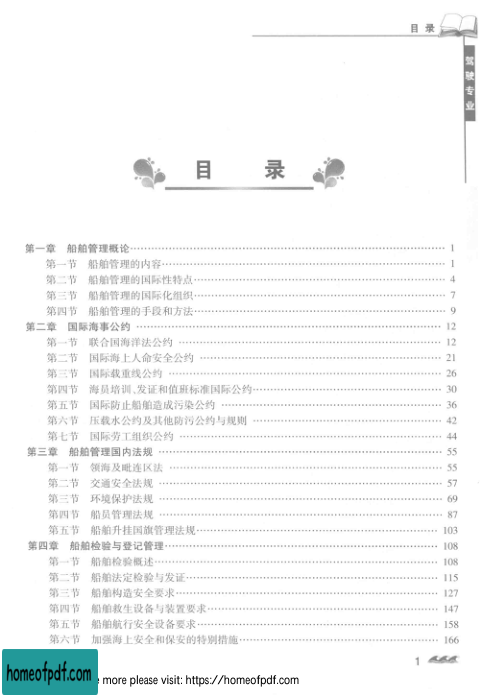 目 录
驾驶专业
目 录
第一章 船舶管理概论 1
第一节 船舶管理的内容 1
第二节 船舶管理的国际性特点 4
第三节 船舶管理的国际化组织 7
第四节 船舶管理的手段和方法 9
第二章 国际海事公约 12
第一节 联合国海洋法公约 12
第二节 国际海上人命安全公约 21
第三节 国际载重线公约 26
第四节 海员培训、发证和值班标准国际公约 30
第五节 国际防止船舶造成污染公约 36
第六节 压载水公约及其他防污公约与规则 42
第七节 国际劳工组织公约 44
第三章 船舶管理国内法规 55
第一节 领海及毗连区法 55
第二节 交通安全法规 57
第三节 环境保护法规 69
第四节 船员管理法规 87
第五节 船舶升挂国旗管理法规 103
第四章 船舶检验与登记管理 108
第一节 船舶检验概述 108
第二节 船舶法定检验与发证 115
第三节 船舶构造安全要求 127
第四节 船舶救生设备与装置要求 147
第五节 船舶航行安全设备要求 158
第六节 加强海上安全和保安的特别措施 166
1
homeofpdf.com
more please visit: https://homeofpdf.com